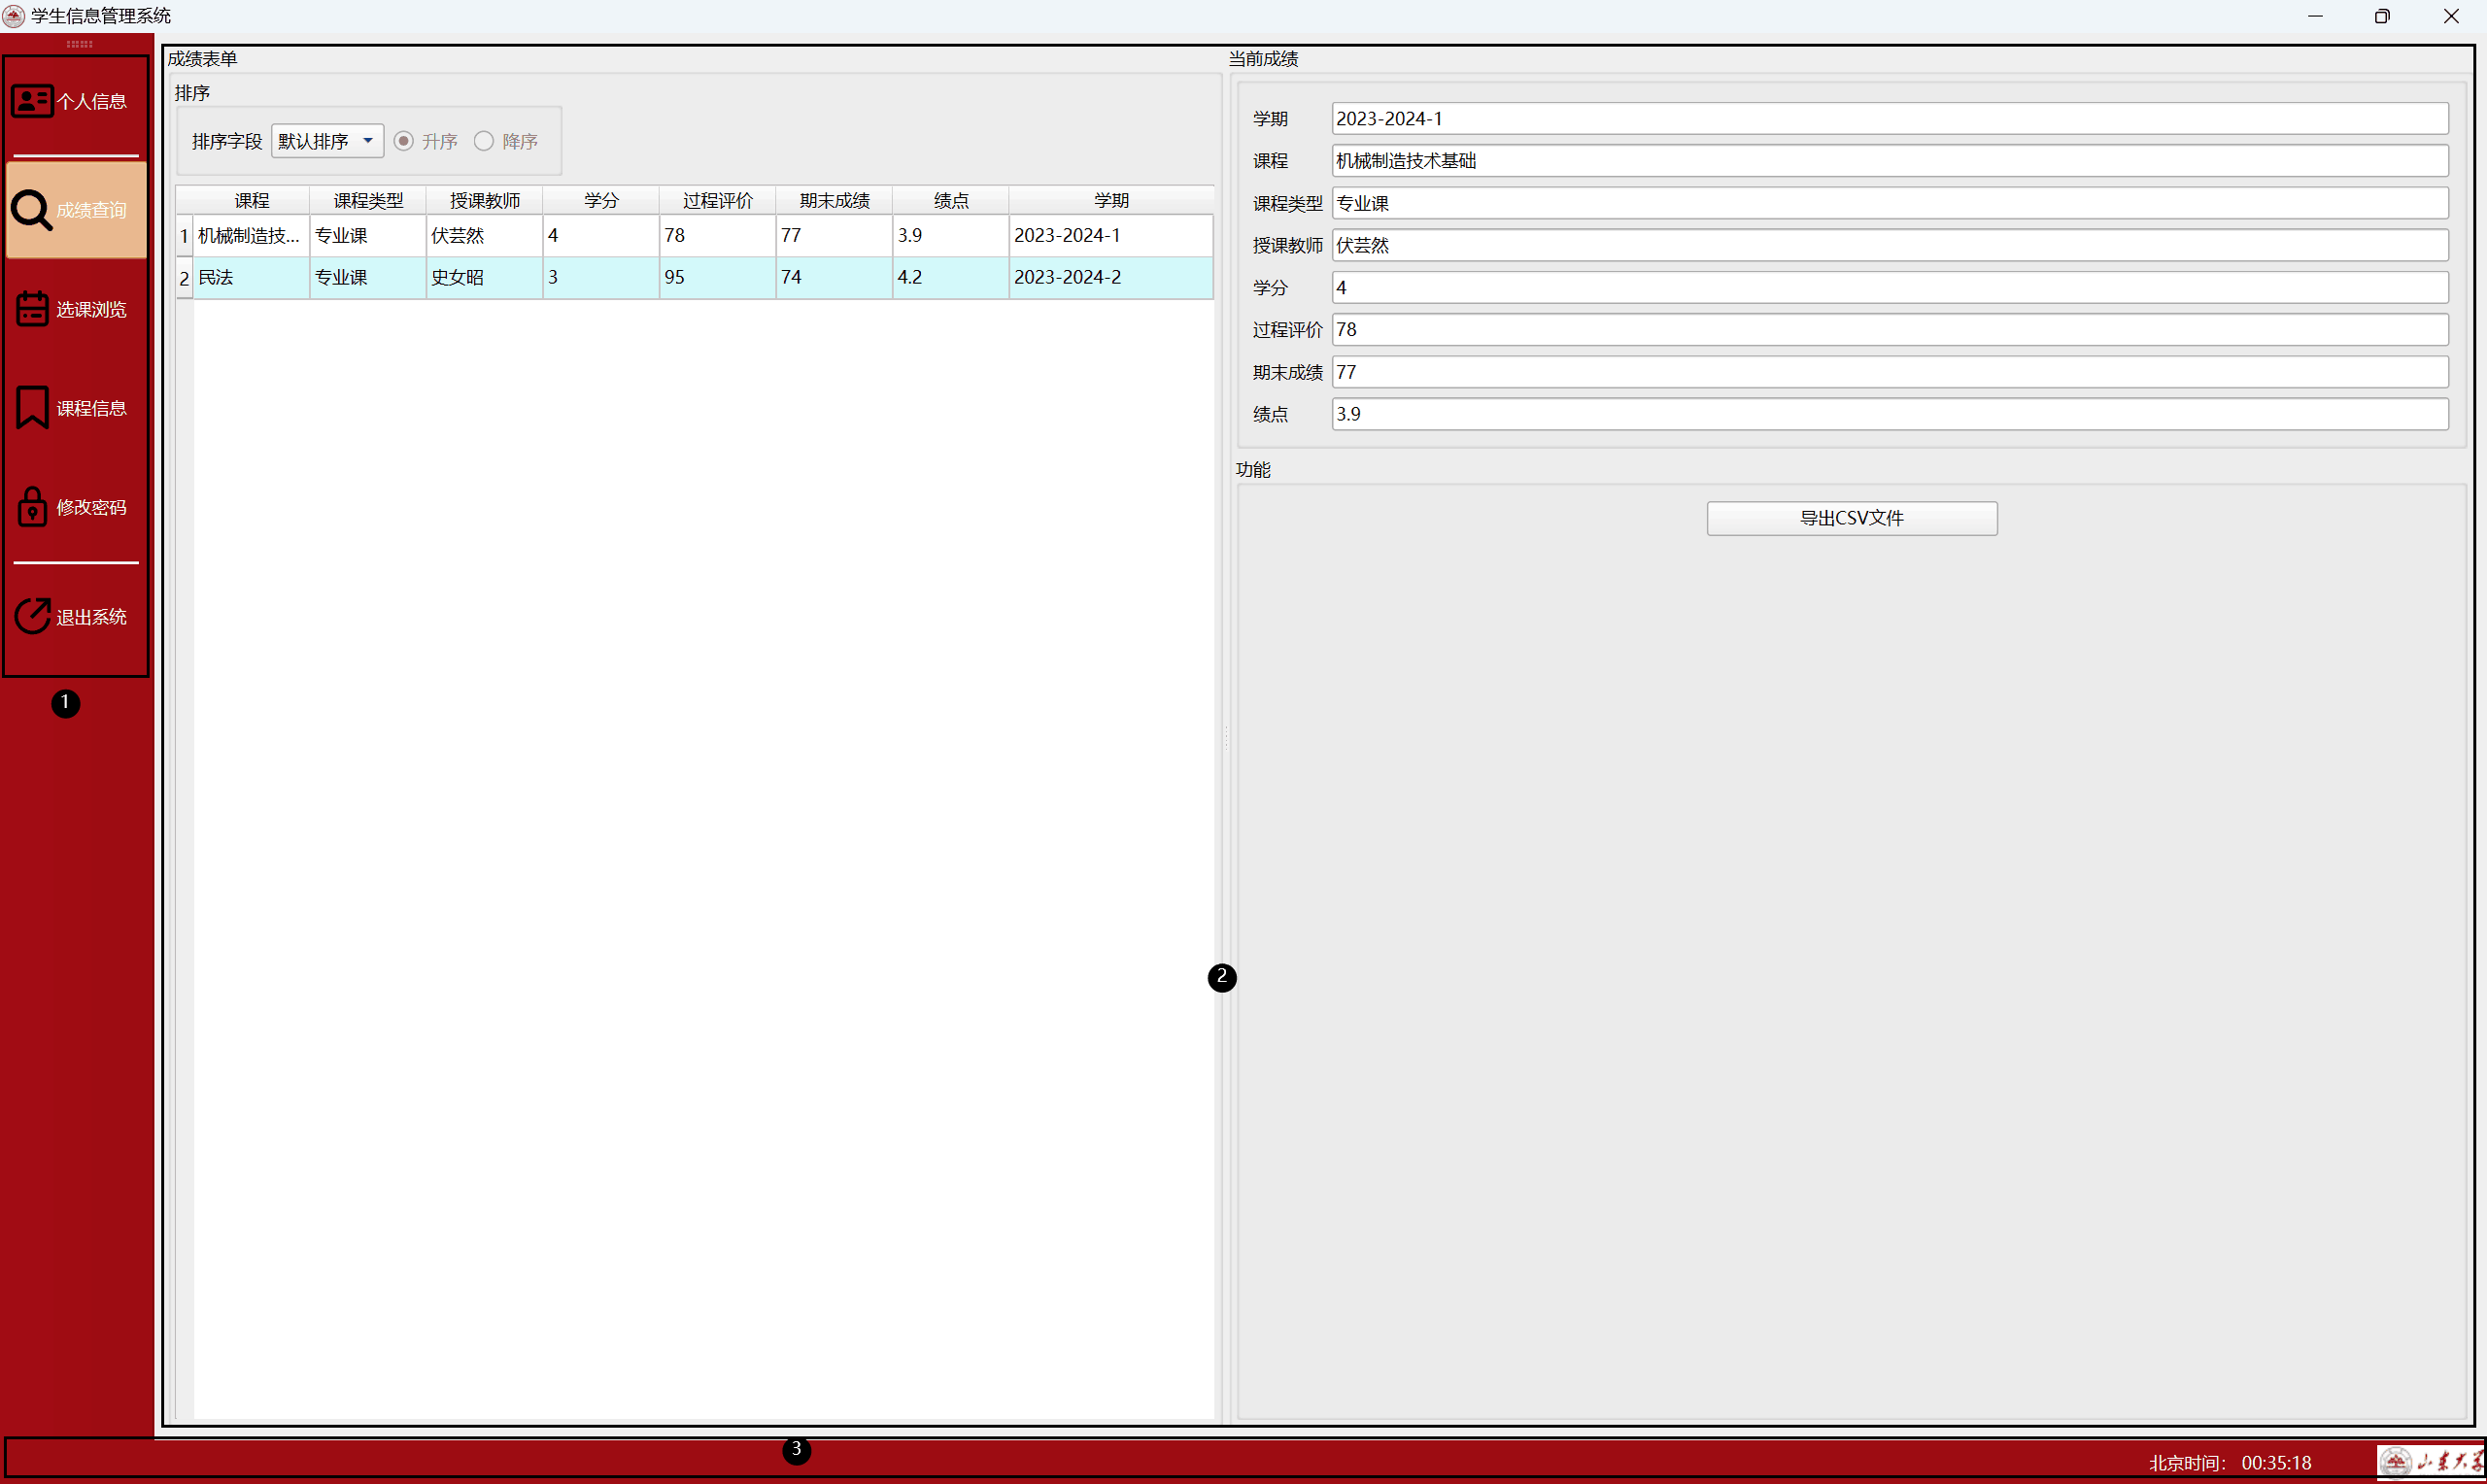 学生信息管理系统
个人信息
成绩查询
选课浏览
课程信息
修改密码
退出系统
1
成绩表单
排序
排序字段 默认排序 升序 降序
课程 课程类型 授课教师 学分 过程评价 期末成绩 绩点 学期
1 机械制造技... 专业课 伏芸然 4 78 77 3.9 2023-2024-1
2 民法 专业课 史女昭 3 95 74 4.2 2023-2024-2
2
当前成绩
学期 2023-2024-1
课程 机械制造技术基础
课程类型 专业课
授课教师 伏芸然
学分 4
过程评价 78
期末成绩 77
绩点 3.9
功能
导出CSV文件
3
北京时间： 00:35:18
山东大学